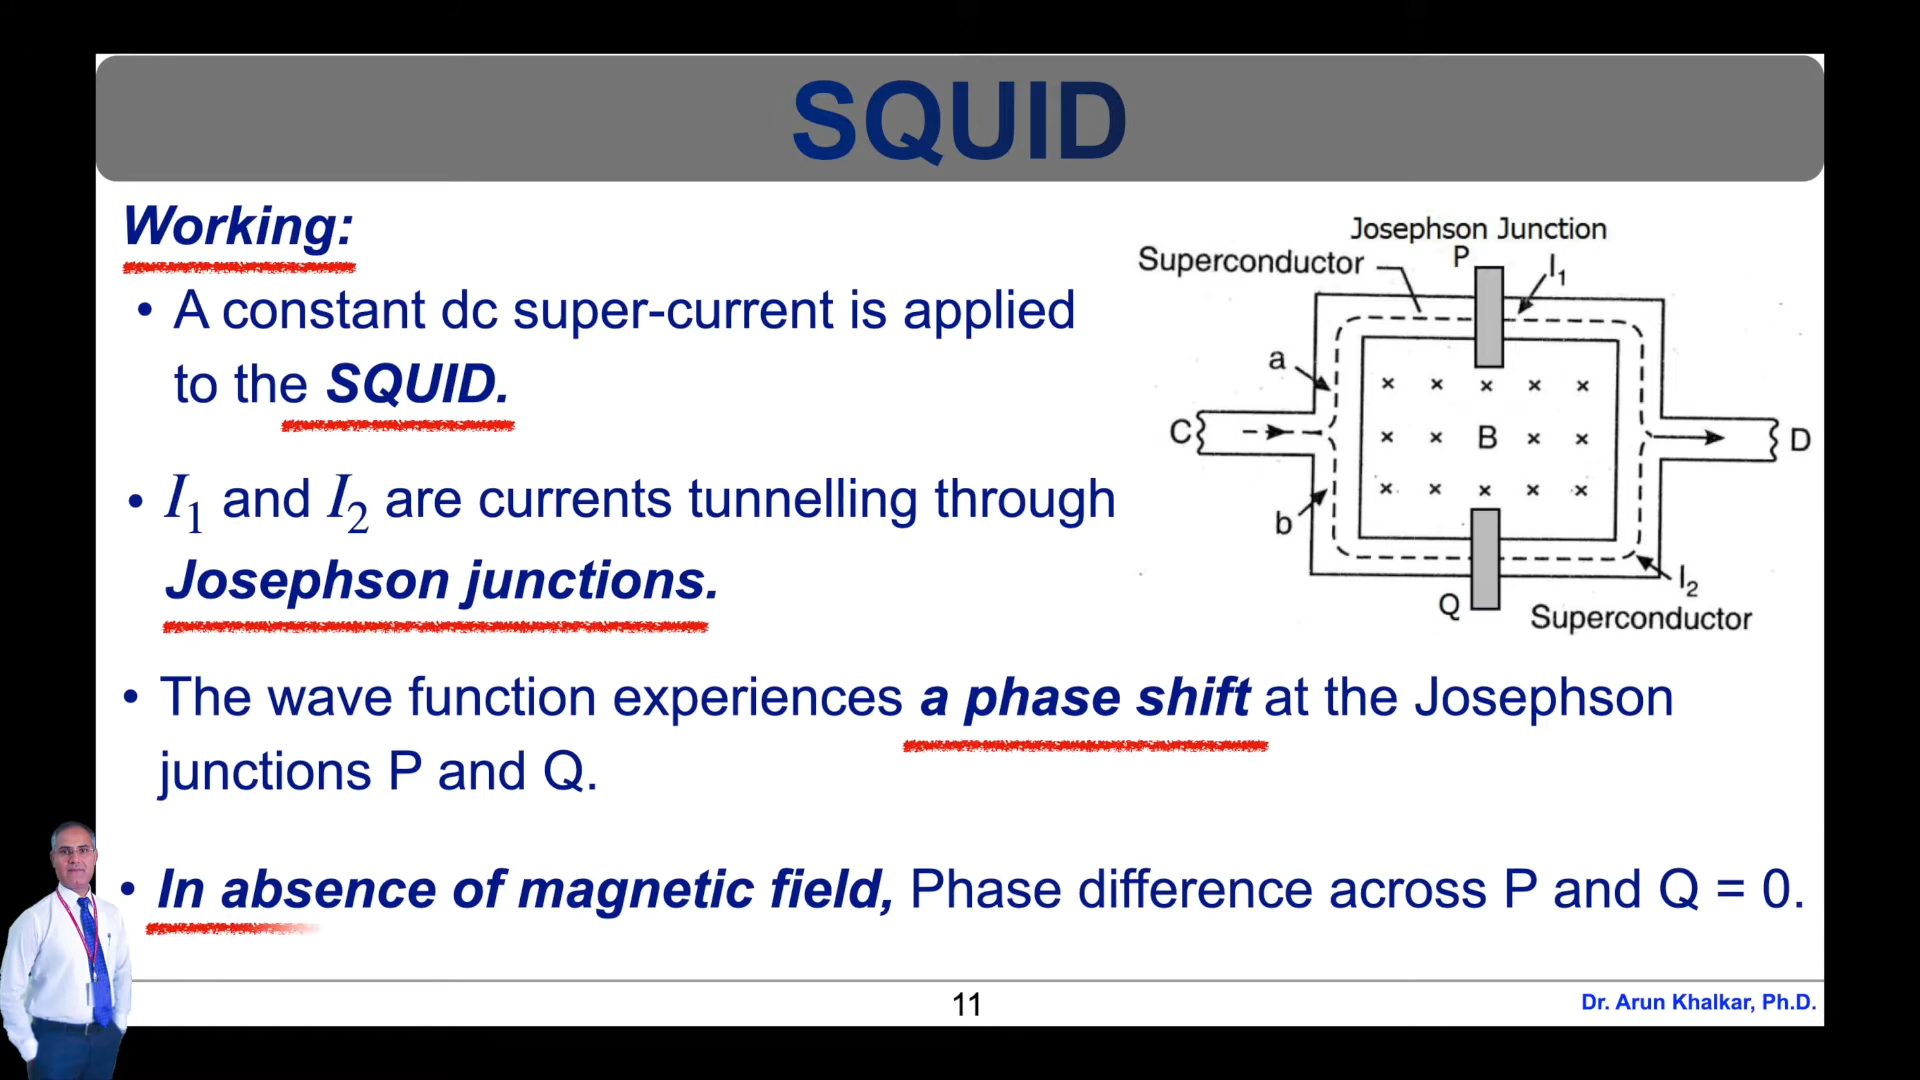 SQUID
Working:
• A constant dc super-current is applied
to the SQUID.
• I₁ and I₂ are currents tunnelling through
Josephson junctions.
Josephson Junction
Superconductor
P
I₁
a
C
B
D
b
Q
I₂
Superconductor
• The wave function experiences a phase shift at the Josephson
junctions P and Q.
• In absence of magnetic field, Phase difference across P and Q = 0.
11
Dr. Arun Khalkar, Ph.D.